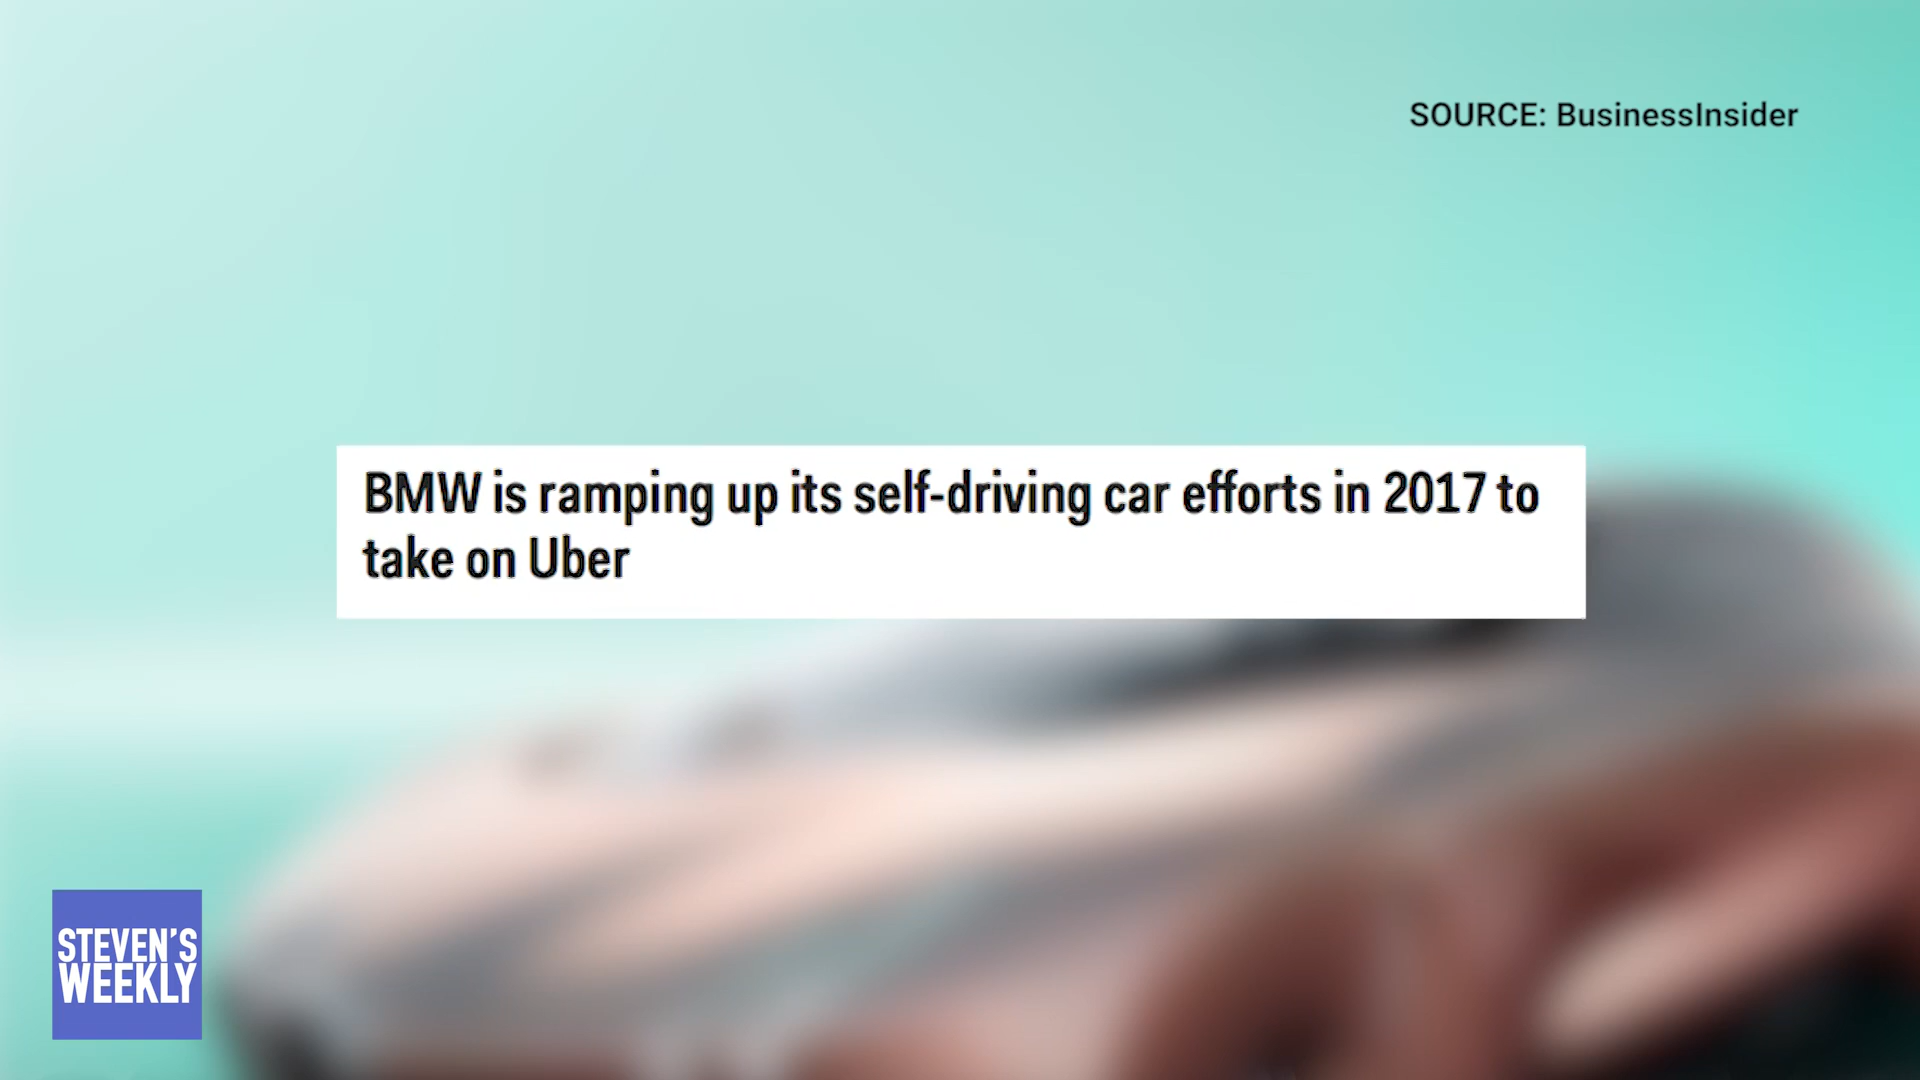 SOURCE: BusinessInsider
BMW is ramping up its self-driving car efforts in 2017 to
take on Uber
STEVEN'S
WEEKLY